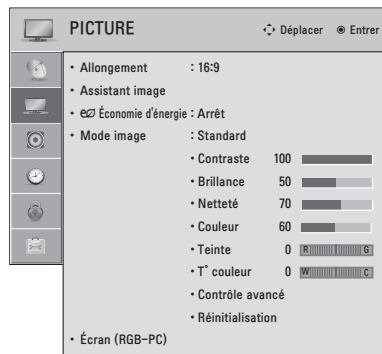 PICTURE Déplacer Entrer
• Allongement : 16:9
• Assistant image
• Économie d'énergie : Arrêt
• Mode image : Standard
• Contraste 100
• Brillance 50
• Netteté 70
• Couleur 60
• Teinte 0 R G
• T° couleur 0 W C
• Contrôle avancé
• Réinitialisation
• Écran (RGB-PC)